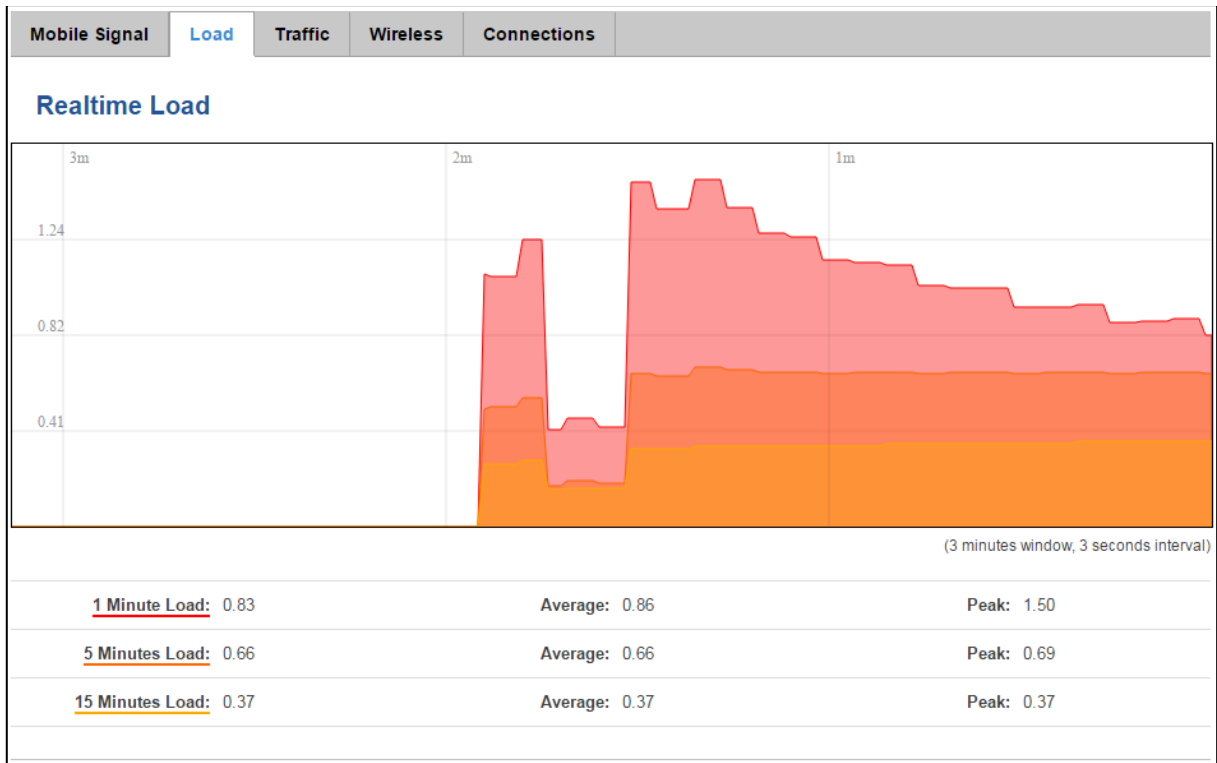 Mobile Signal Load Traffic Wireless Connections
Realtime Load
3m 2m 1m
1.24
0.82
0.41
(3 minutes window, 3 seconds interval)
1 Minute Load: 0.83 Average: 0.86 Peak: 1.50
5 Minutes Load: 0.66 Average: 0.66 Peak: 0.69
15 Minutes Load: 0.37 Average: 0.37 Peak: 0.37